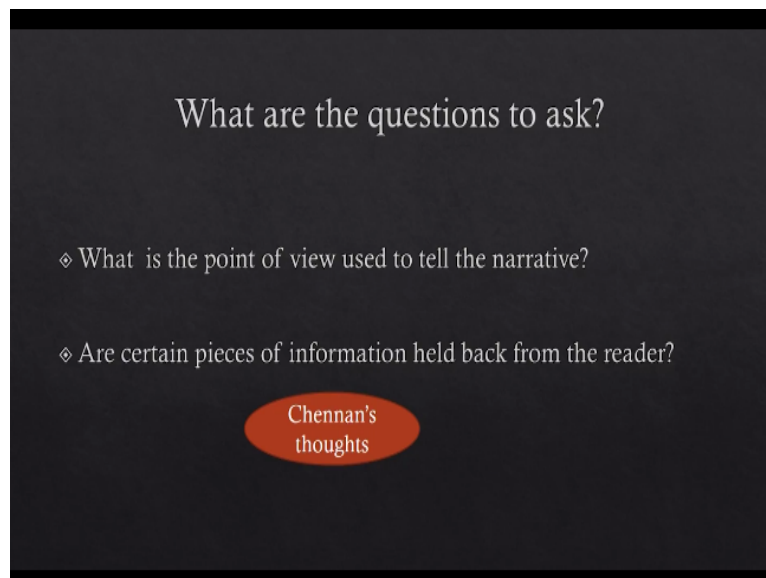 What are the questions to ask?
◈ What is the point of view used to tell the narrative?
◈ Are certain pieces of information held back from the reader?
Chennan's
thoughts